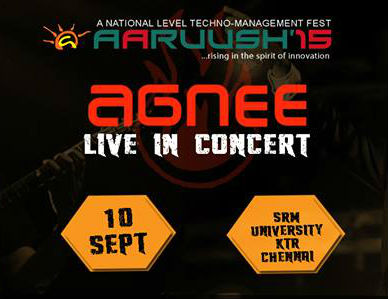 A NATIONAL LEVEL TECHNO-MANAGEMENT FEST
AARUUSH'15
...rising in the spirit of innovation
AGNEE
LIVE IN CONCERT
10
SEPT
SRM
UNIVERSITY
KTR
CHENNAI